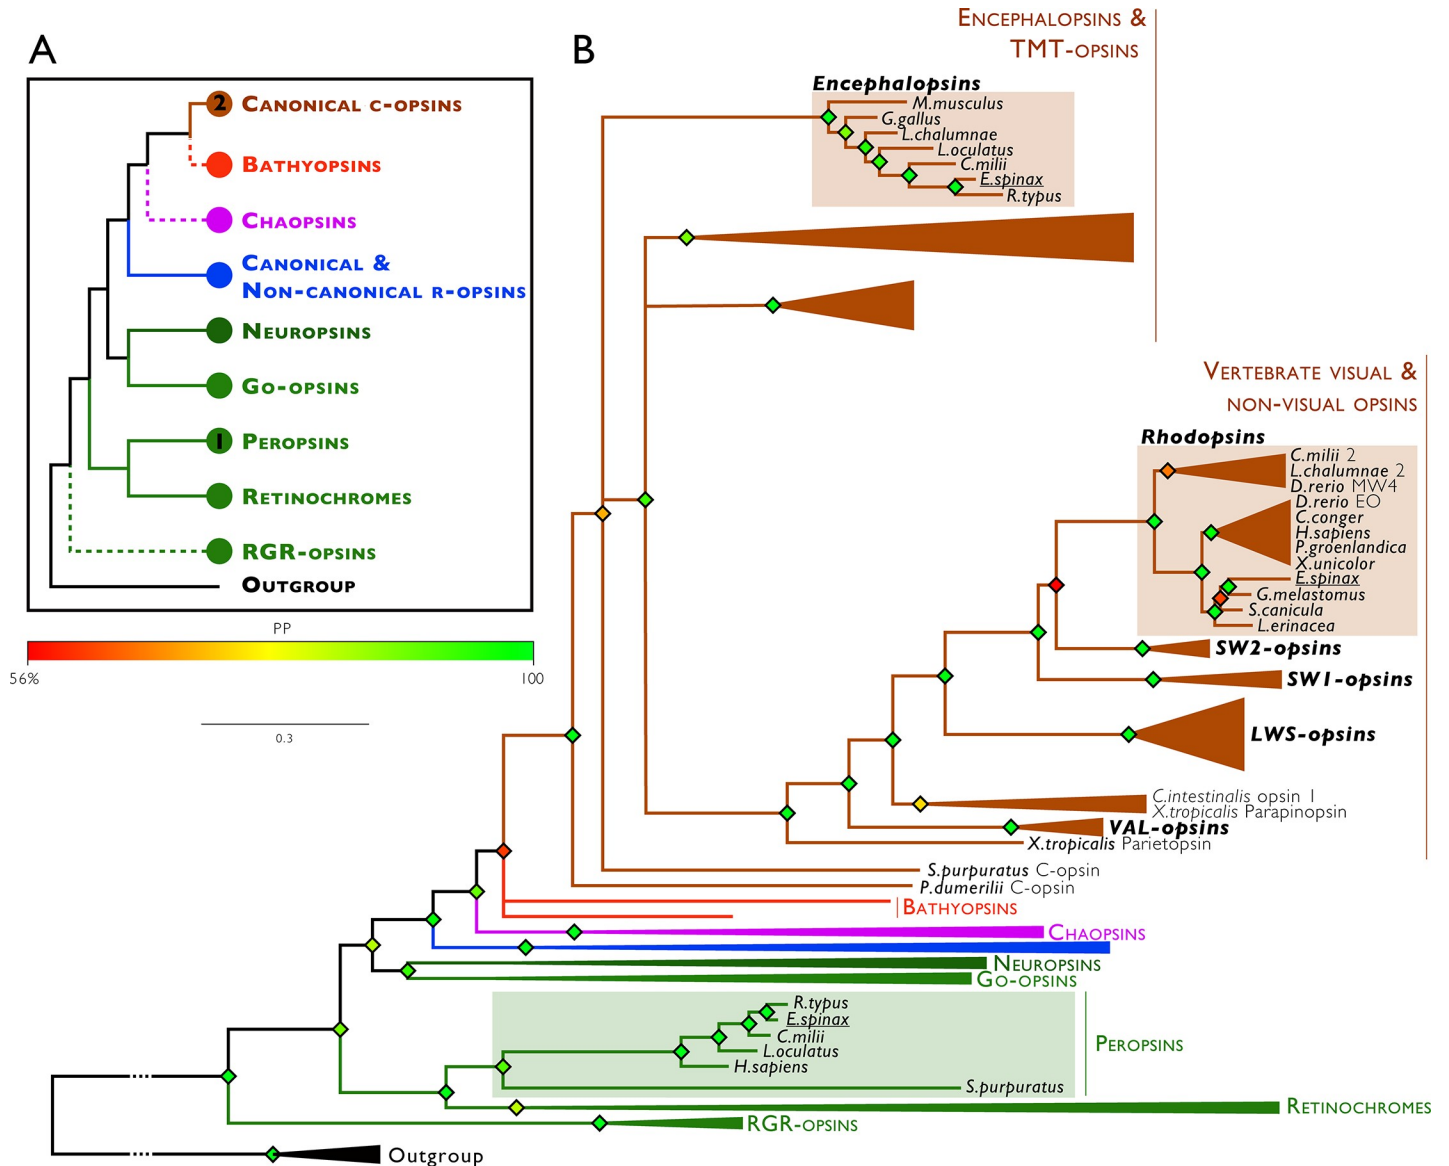 A
2 CANONICAL C-OPSINS
BATHYOPSINS
CHAOPSINS
CANONICAL &
NON-CANONICAL R-OPSINS
NEUROPSINS
GO-OPSINS
1 PEROPSINS
RETINOCHROMES
RGR-OPSINS
OUTGROUP
PP
56% 100
0.3
B
ENCEPHALOPSINS &
TMT-OPSINS
Encephalopsins
M.musculus
G.gallus
L.chalumnae
L.oculatus
C.milii
E.spinax
R.typus
VERTEBRATE VISUAL &
NON-VISUAL OPSINS
Rhodopsins
C.milii 2
L.chalumnae 2
D.rerio MW4
D.rerio EO
C.conger
H.sapiens
P.groenlandica
X.unicolor
E.spinax
G.melastomus
S.canicula
L.erinacea
SW2-opsins
SW1-opsins
LWS-opsins
C.intestinalis opsin 1
X.tropicalis Parapinopsin
VAL-opsins
X.tropicalis Parietopsin
S.purpuratus C-opsin
P.dumerilii C-opsin
BATHYOPSINS
CHAOPSINS
NEUROPSINS
GO-OPSINS
R.typus
E.spinax
C.milii
L.oculatus
H.sapiens
S.purpuratus
PEROPSINS
RETINOCHROMES
RGR-OPSINS
Outgroup